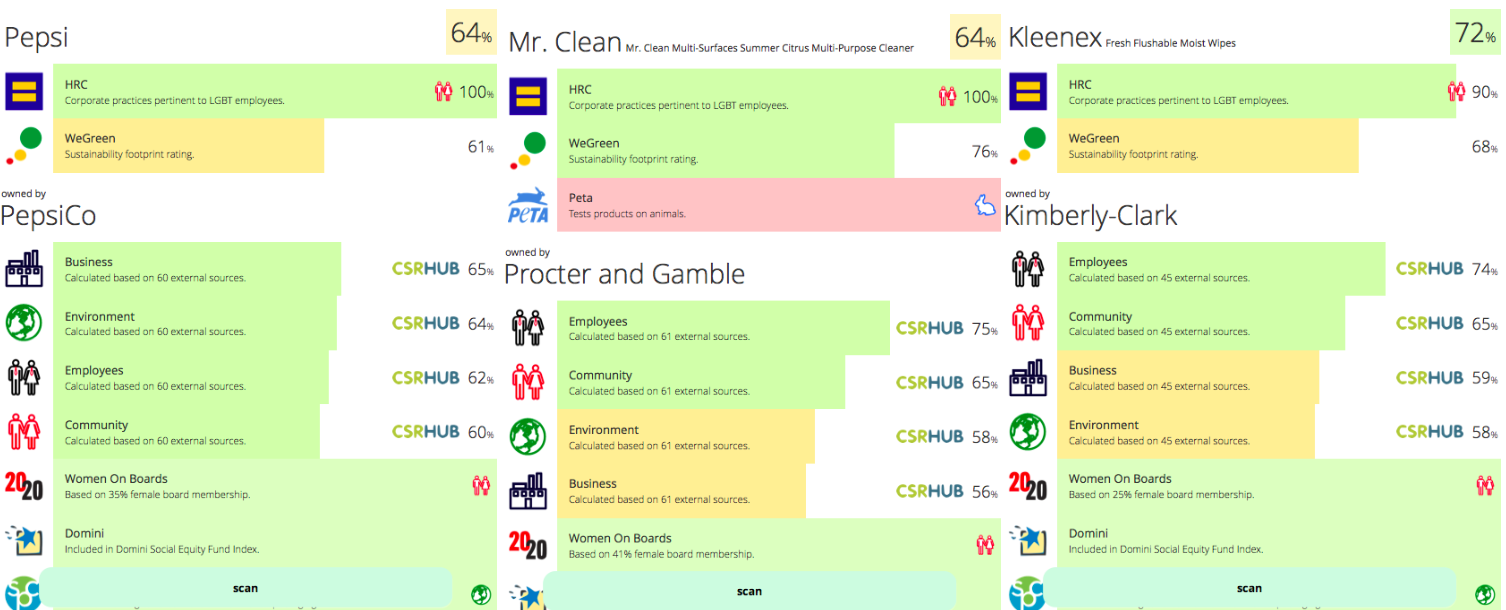 Pepsi
64%
HRC
Corporate practices pertinent to LGBT employees.
100%
WeGreen
Sustainability footprint rating.
61%
owned by
PepsiCo
Business
Calculated based on 60 external sources.
CSRHUB 65%
Environment
Calculated based on 60 external sources.
CSRHUB 64%
Employees
Calculated based on 60 external sources.
CSRHUB 62%
Community
Calculated based on 60 external sources.
CSRHUB 60%
2020
Women On Boards
Based on 35% female board membership.
Domini
Included in Domini Social Equity Fund Index.
spc
scan
Mr. Clean Mr. Clean Multi-Surfaces Summer Citrus Multi-Purpose Cleaner
64%
HRC
Corporate practices pertinent to LGBT employees.
100%
WeGreen
Sustainability footprint rating.
76%
PeTA
Peta
Tests products on animals.
owned by
Procter and Gamble
Employees
Calculated based on 61 external sources.
CSRHUB 75%
Community
Calculated based on 61 external sources.
CSRHUB 65%
Environment
Calculated based on 61 external sources.
CSRHUB 58%
Business
Calculated based on 61 external sources.
CSRHUB 56%
2020
Women On Boards
Based on 41% female board membership.
scan
Kleenex Fresh Flushable Moist Wipes
72%
HRC
Corporate practices pertinent to LGBT employees.
90%
WeGreen
Sustainability footprint rating.
68%
owned by
Kimberly-Clark
Employees
Calculated based on 45 external sources.
CSRHUB 74%
Community
Calculated based on 45 external sources.
CSRHUB 65%
Business
Calculated based on 45 external sources.
CSRHUB 59%
Environment
Calculated based on 45 external sources.
CSRHUB 58%
2020
Women On Boards
Based on 25% female board membership.
Domini
Included in Domini Social Equity Fund Index.
spc
scan